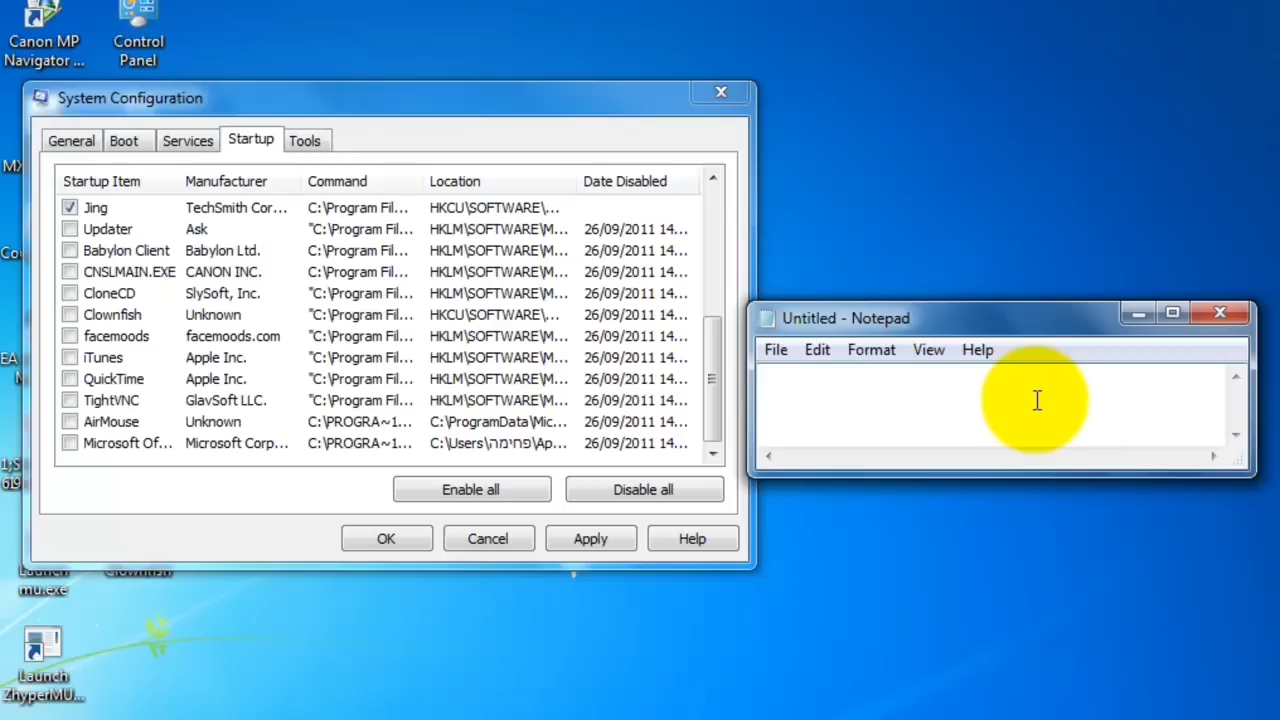 Canon MP
Navigator ...
Control
Panel
System Configuration
General Boot Services Startup Tools
Startup Item Manufacturer Command Location Date Disabled
Jing TechSmith Cor... C:\Program Fil... HKCU\SOFTWARE\...
Updater Ask "C:\Program Fil... HKLM\SOFTWARE\M... 26/09/2011 14...
Babylon Client Babylon Ltd. C:\Program Fil... HKLM\SOFTWARE\M... 26/09/2011 14...
CNSLMAIN.EXE CANON INC. C:\Program Fil... HKLM\SOFTWARE\M... 26/09/2011 14...
CloneCD SlySoft, Inc. "C:\Program Fil... HKLM\SOFTWARE\M... 26/09/2011 14...
Clownfish Unknown "C:\Program Fil... HKLM\SOFTWARE\M... 26/09/2011 14...
facemoods facemoods.com "C:\Program Fil... HKLM\SOFTWARE\M... 26/09/2011 14...
iTunes Apple Inc. "C:\Program Fil... HKLM\SOFTWARE\M... 26/09/2011 14...
QuickTime Apple Inc. "C:\Program Fil... HKLM\SOFTWARE\M... 26/09/2011 14...
TightVNC GlavSoft LLC. "C:\Program Fil... HKLM\SOFTWARE\M... 26/09/2011 14...
AirMouse Unknown C:\PROGRA~1... C:\ProgramData\Mic... 26/09/2011 14...
Microsoft Of... Microsoft Corp... C:\PROGRA~1... C:\Users\פחימה\Ap... 26/09/2011 14...
Enable all Disable all
OK Cancel Apply Help
Untitled - Notepad
File Edit Format View Help
MX
Co
EA
M
619
Launch
mu.exe
Clownfish
Launch
ZhyperMU...